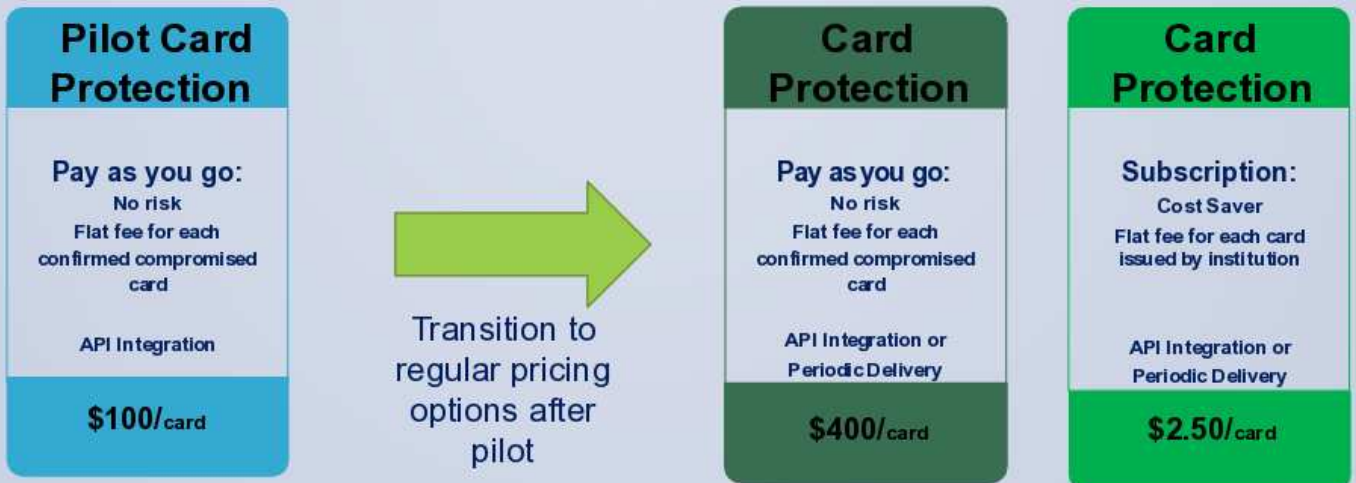 Pilot Card
Protection
Pay as you go:
No risk
Flat fee for each
confirmed compromised
card
API Integration
$100/card
Transition to
regular pricing
options after
pilot
Card
Protection
Pay as you go:
No risk
Flat fee for each
confirmed compromised
card
API Integration or
Periodic Delivery
$400/card
Card
Protection
Subscription:
Cost Saver
Flat fee for each card
issued by institution
API Integration or
Periodic Delivery
$2.50/card